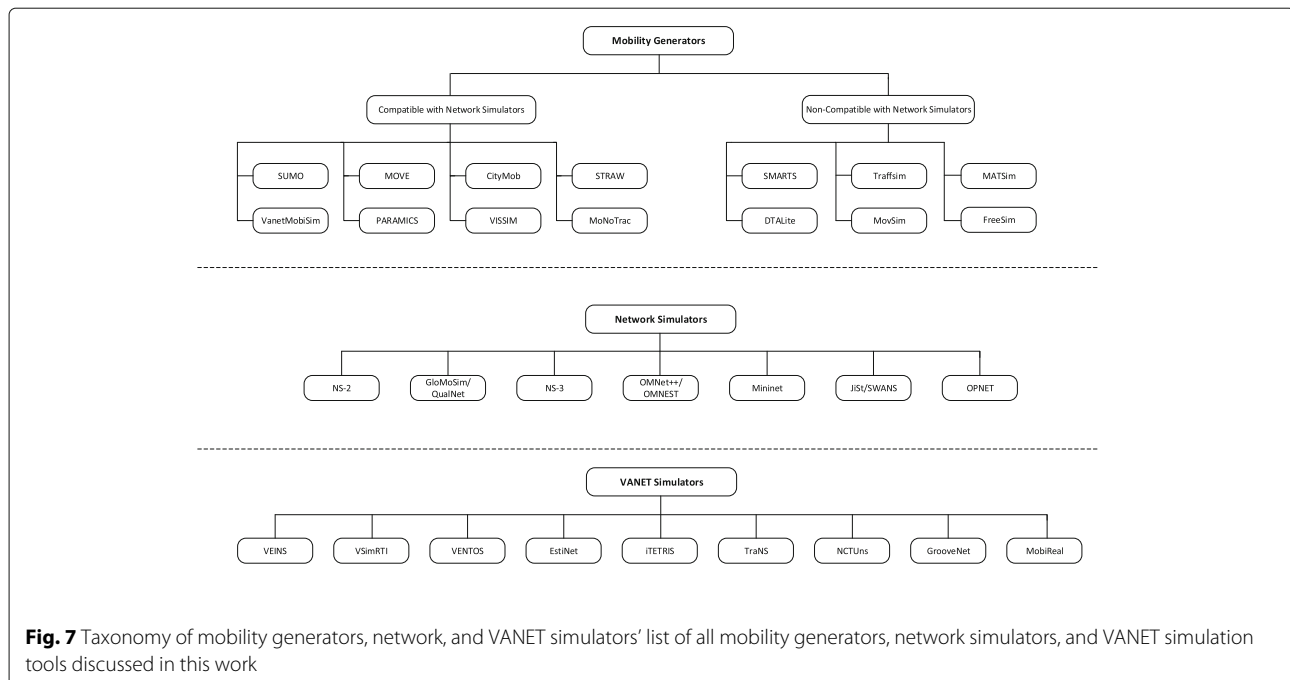 Mobility Generators
Compatible with Network Simulators
Non-Compatible with Network Simulators
SUMO
MOVE
CityMob
STRAW
SMARTS
Traffsim
MATSim
VanetMobiSim
PARAMICS
VISSIM
MoNoTrac
DTALite
MovSim
FreeSim
Network Simulators
NS-2
GloMoSim/
QualNet
NS-3
OMNet++/
OMNEST
Mininet
JiSt/SWANS
OPNET
VANET Simulators
VEINS
VSimRTI
VENTOS
EstiNet
iTETRIS
TraNS
NCTUns
GrooveNet
MobiReal
Fig. 7 Taxonomy of mobility generators, network, and VANET simulators’ list of all mobility generators, network simulators, and VANET simulation
tools discussed in this work